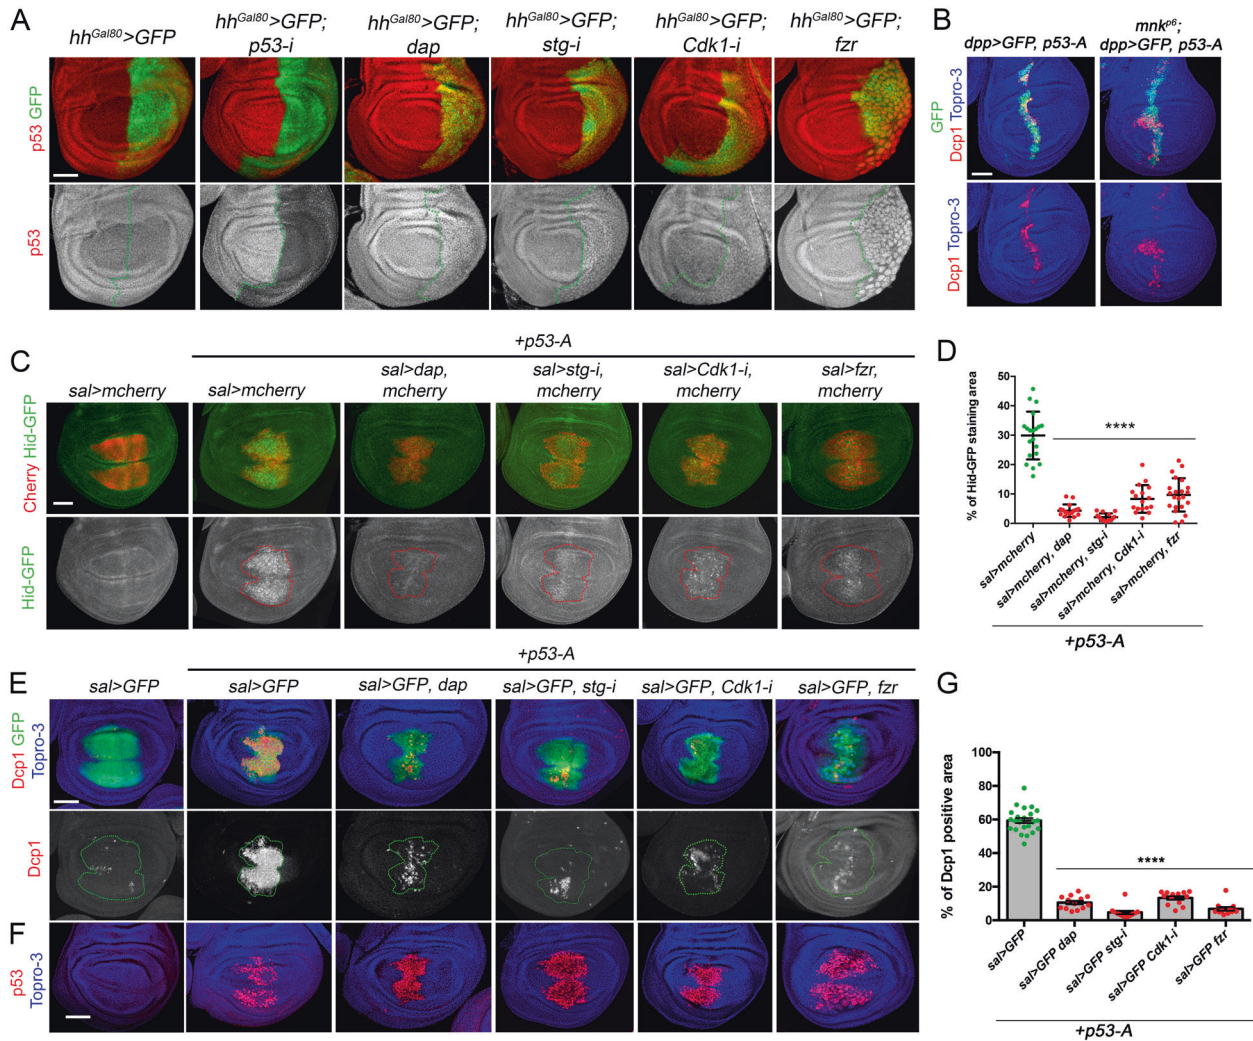 A
hh^Gal80>GFP
hh^Gal80>GFP;
p53-i
hh^Gal80>GFP;
dap
hh^Gal80>GFP;
stg-i
hh^Gal80>GFP;
Cdk1-i
hh^Gal80>GFP;
fzr
p53 GFP
p53
B
dpp>GFP, p53-A
mnk^p6;
dpp>GFP, p53-A
GFP
Dcp1 Topro-3
Dcp1 Topro-3
C
+p53-A
sal>mcherry
sal>mcherry
sal>dap,
mcherry
sal>stg-i,
mcherry
sal>Cdk1-i,
mcherry
sal>fzr,
mcherry
Cherry Hid-GFP
Hid-GFP
D
% of Hid-GFP staining area
50
40
30
20
10
0
****
sal>mcherry
sal>mcherry, dap
sal>mcherry, stg-i
sal>mcherry, Cdk1-i
sal>mcherry, fzr
+p53-A
E
+p53-A
sal>GFP
sal>GFP
sal>GFP, dap
sal>GFP, stg-i
sal>GFP, Cdk1-i
sal>GFP, fzr
Dcp1 GFP
Topro-3
Dcp1
F
p53
Topro-3
G
% of Dcp1 positive area
100
80
60
40
20
0
****
sal>GFP
sal>GFP dap
sal>GFP stg-i
sal>GFP Cdk1-i
sal>GFP fzr
+p53-A